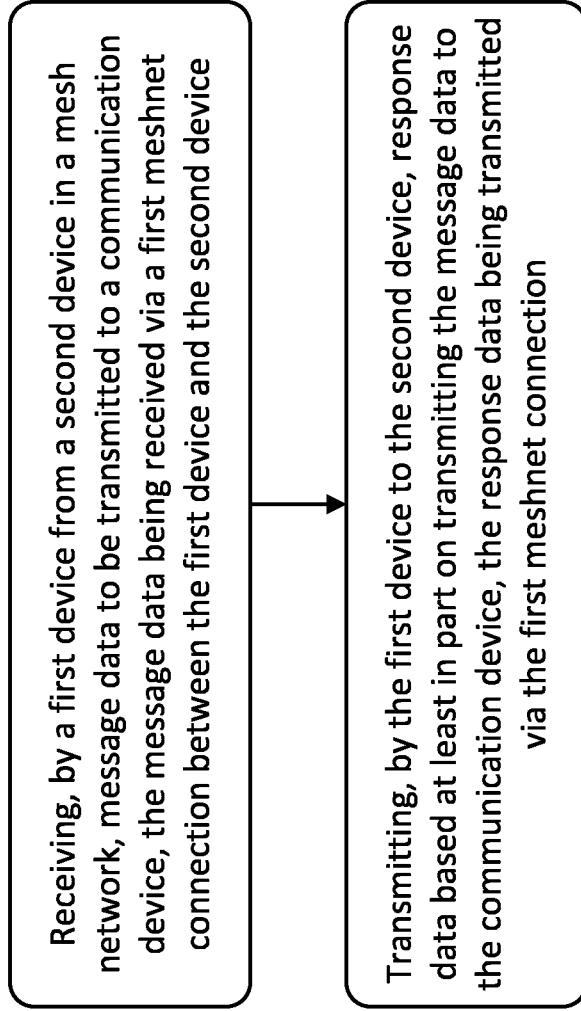 Receiving, by a first device from a second device in a mesh
network, message data to be transmitted to a communication
device, the message data being received via a first meshnet
connection between the first device and the second device
Transmitting, by the first device to the second device, response
data based at least in part on transmitting the message data to
the communication device, the response data being transmitted
via the first meshnet connection